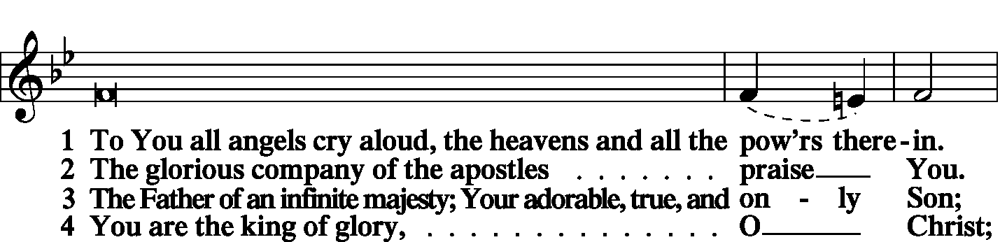 1 To You all angels cry aloud, the heavens and all the pow'rs there-in.
2 The glorious company of the apostles . . . . . . . praise___ You.
3 The Father of an infinite majesty; Your adorable, true, and on - ly Son;
4 You are the king of glory, . . . . . . . . . . . . . . O___ Christ;